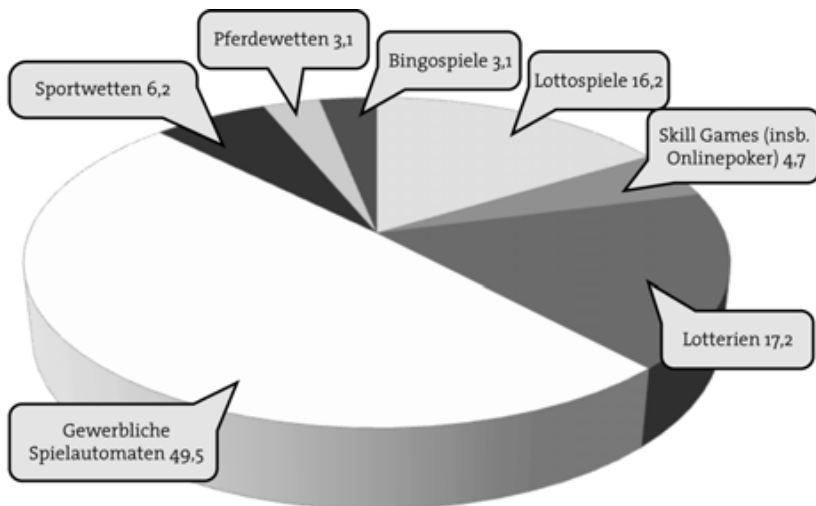 Pferdewetten 3,1
Bingospiele 3,1
Sportwetten 6,2
Lottospiele 16,2
Skill Games (insb.
Onlinepoker) 4,7
Lotterien 17,2
Gewerbliche
Spielautomaten 49,5